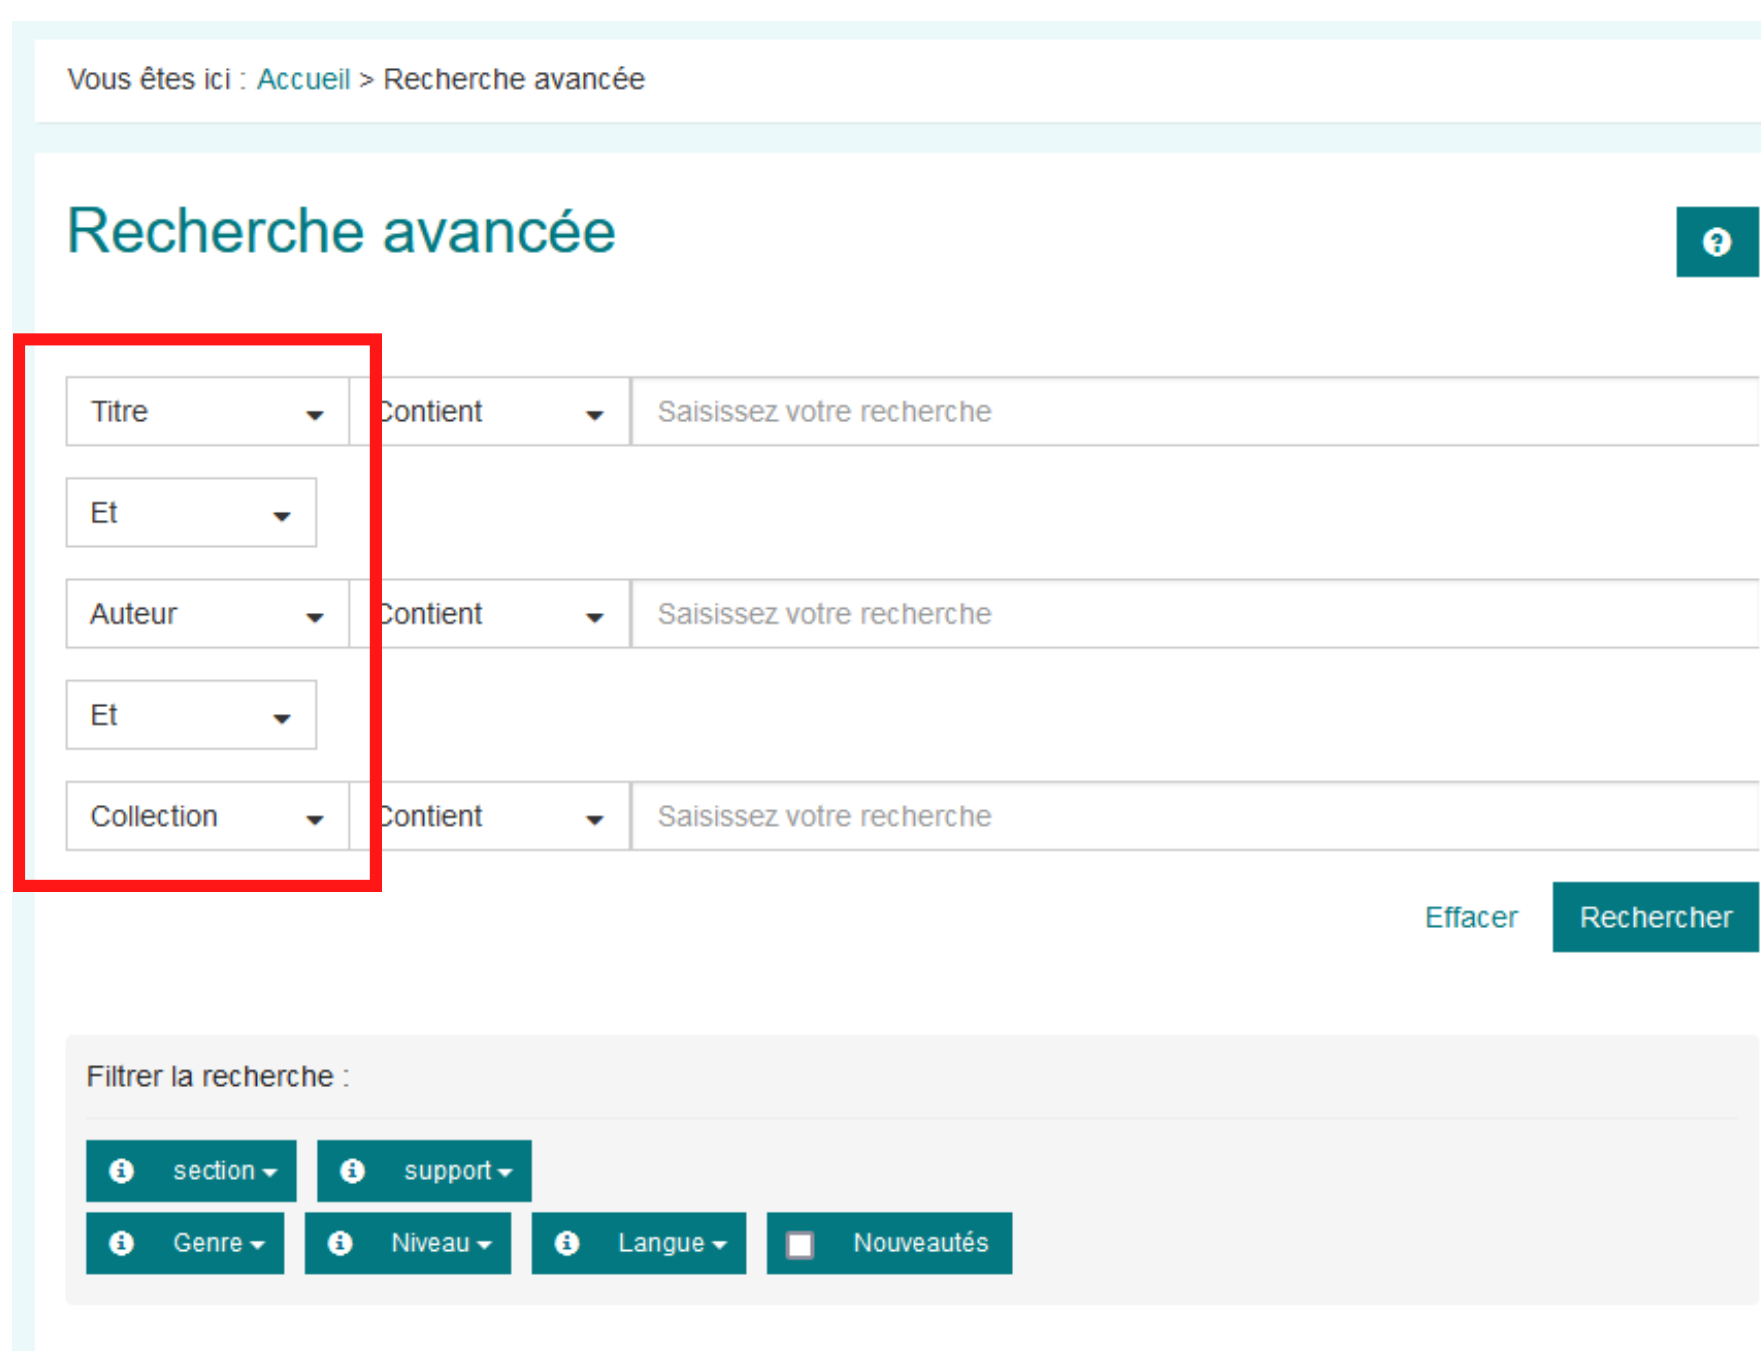 Vous êtes ici : Accueil > Recherche avancée
Recherche avancée
Titre Contient Saisissez votre recherche
Et
Auteur Contient Saisissez votre recherche
Et
Collection Contient Saisissez votre recherche
Effacer Rechercher
Filtrer la recherche :
section support
Genre Niveau Langue Nouveautés